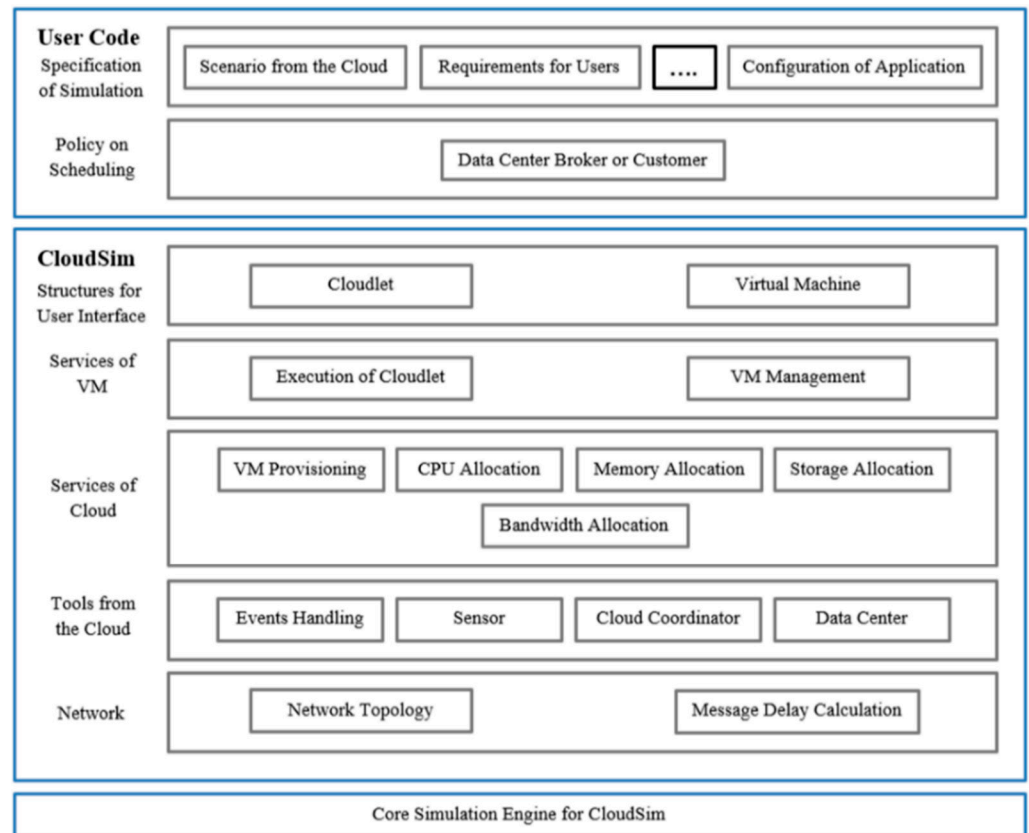 User Code
Specification
of Simulation
Scenario from the Cloud
Requirements for Users
....
Configuration of Application
Policy on
Scheduling
Data Center Broker or Customer
CloudSim
Structures for
User Interface
Cloudlet
Virtual Machine
Services of
VM
Execution of Cloudlet
VM Management
Services of
Cloud
VM Provisioning
CPU Allocation
Memory Allocation
Storage Allocation
Bandwidth Allocation
Tools from
the Cloud
Events Handling
Sensor
Cloud Coordinator
Data Center
Network
Network Topology
Message Delay Calculation
Core Simulation Engine for CloudSim